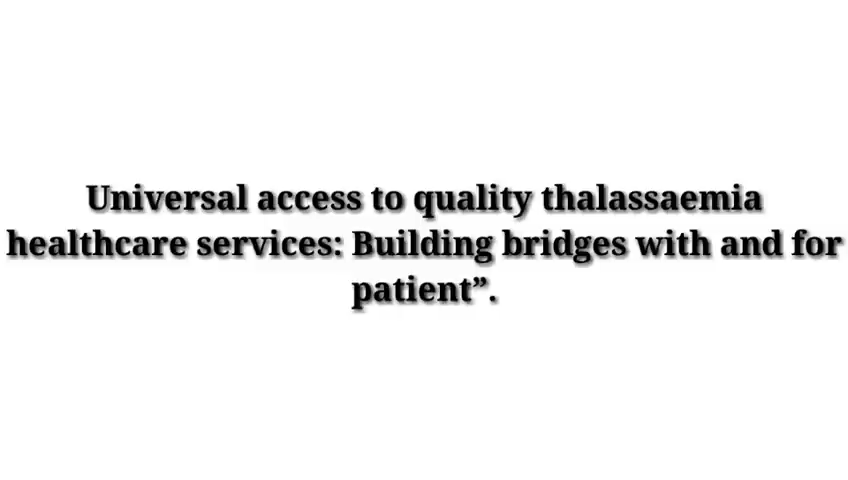 Universal access to quality thalassaemia
healthcare services: Building bridges with and for
patient”.